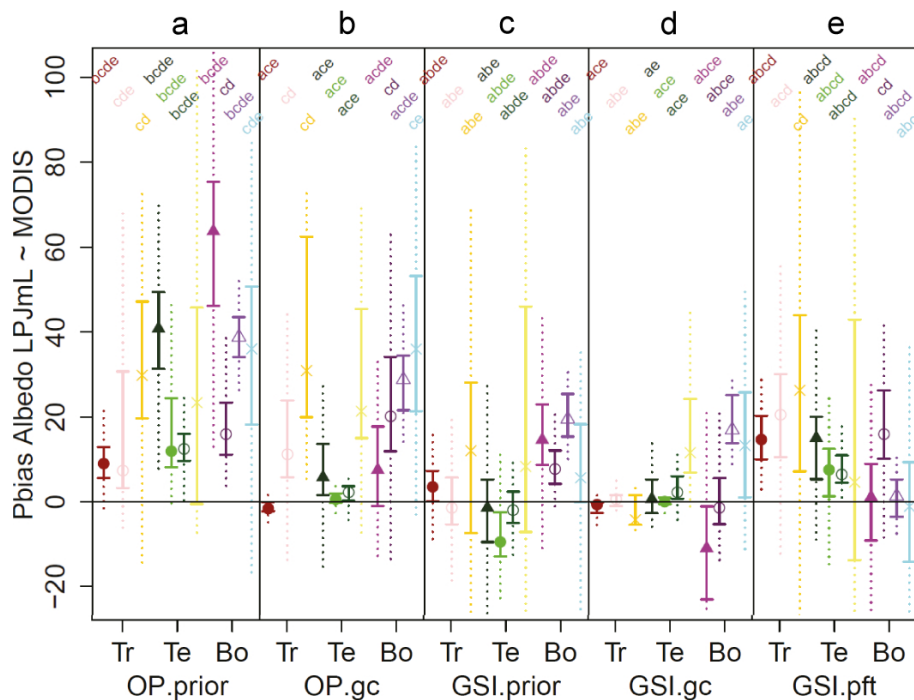 a b c d e
bcde cde cd bcde bcde bcde bcde cd bcde cde
ace cd cd ace ace ace acde cd acde ce
abde abe abe abe abde abde abde abde abe abe
ace abe abe ae ace ace abce abce abe ae
abcd acd cd abcd abcd abcd abcd cd abcd abc
Pbias Albedo LPJmL ~ MODIS
100
80
60
40
20
0
−20
Tr Te Bo Tr Te Bo Tr Te Bo Tr Te Bo Tr Te Bo
OP.prior OP.gc GSI.prior GSI.gc GSI.pft